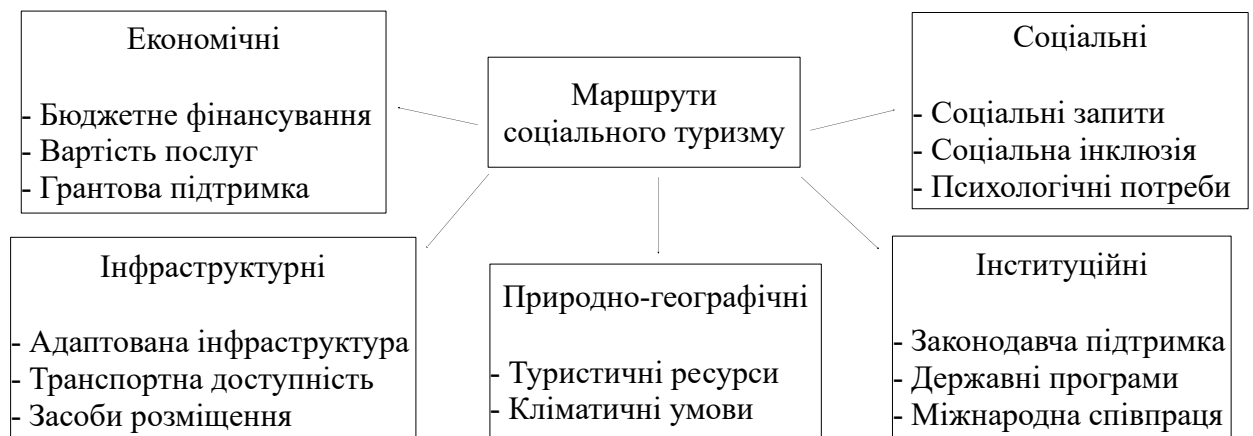 Економічні
- Бюджетне фінансування
- Вартість послуг
- Грантова підтримка
Маршрути
соціального туризму
Соціальні
- Соціальні запити
- Соціальна інклюзія
- Психологічні потреби
Інфраструктурні
- Адаптована інфраструктура
- Транспортна доступність
- Засоби розміщення
Природно-географічні
- Туристичні ресурси
- Кліматичні умови
Інституційні
- Законодавча підтримка
- Державні програми
- Міжнародна співпраця